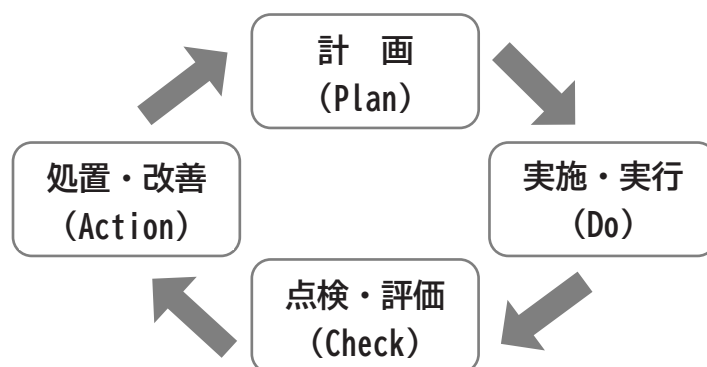 計　画
(Plan)
実施・実行
(Do)
点検・評価
(Check)
処置・改善
(Action)